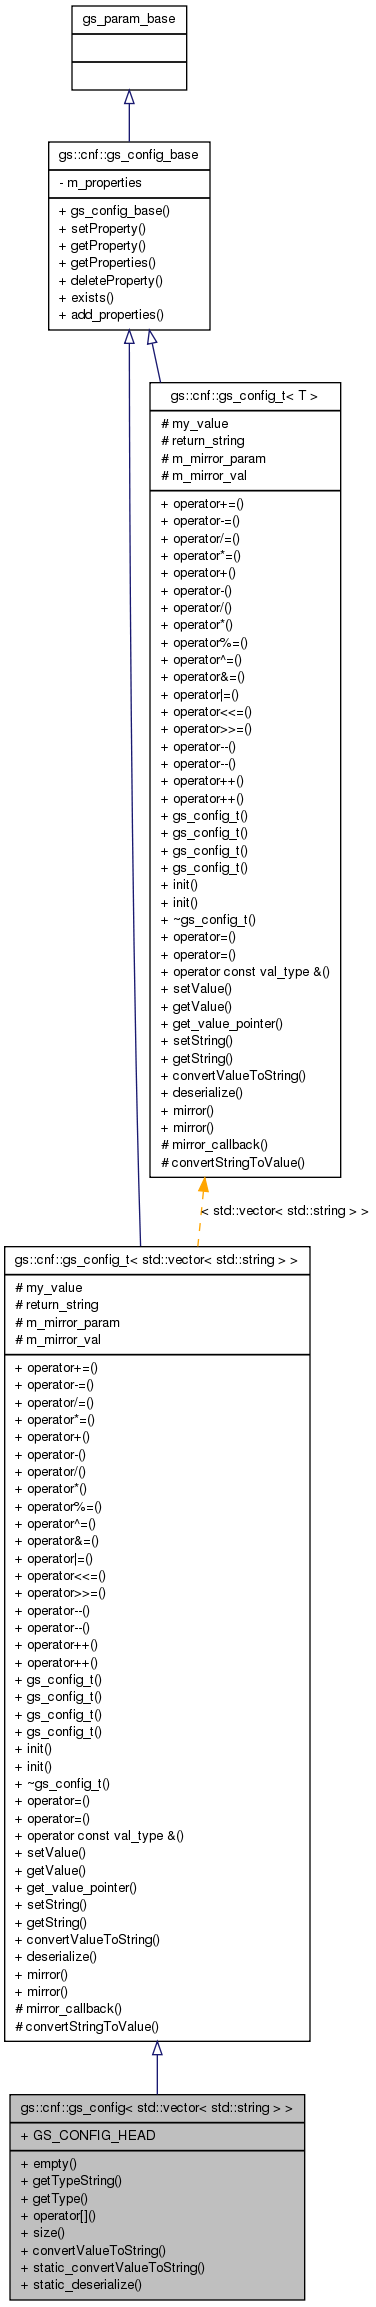 gs_param_base
gs::cnf::gs_config_base
- m_properties
+ gs_config_base()
+ setProperty()
+ getProperty()
+ getProperties()
+ deleteProperty()
+ exists()
+ add_properties()
gs::cnf::gs_config_t< T >
# my_value
# return_string
# m_mirror_param
# m_mirror_val
+ operator+=()
+ operator-=()
+ operator/=()
+ operator*=()
+ operator+()
+ operator-()
+ operator/()
+ operator*()
+ operator%=()
+ operator^=()
+ operator&=()
+ operator|=()
+ operator<<=()
+ operator>>=()
+ operator--()
+ operator--()
+ operator++()
+ operator++()
+ gs_config_t()
+ gs_config_t()
+ gs_config_t()
+ gs_config_t()
+ init()
+ init()
+ ~gs_config_t()
+ operator=()
+ operator=()
+ operator const val_type &()
+ setValue()
+ getValue()
+ get_value_pointer()
+ setString()
+ getString()
+ convertValueToString()
+ deserialize()
+ mirror()
+ mirror()
# mirror_callback()
# convertStringToValue()
< std::vector< std::string > >
gs::cnf::gs_config_t< std::vector< std::string > >
# my_value
# return_string
# m_mirror_param
# m_mirror_val
+ operator+=()
+ operator-=()
+ operator/=()
+ operator*=()
+ operator+()
+ operator-()
+ operator/()
+ operator*()
+ operator%=()
+ operator^=()
+ operator&=()
+ operator|=()
+ operator<<=()
+ operator>>=()
+ operator--()
+ operator--()
+ operator++()
+ operator++()
+ gs_config_t()
+ gs_config_t()
+ gs_config_t()
+ gs_config_t()
+ init()
+ init()
+ ~gs_config_t()
+ operator=()
+ operator=()
+ operator const val_type &()
+ setValue()
+ getValue()
+ get_value_pointer()
+ setString()
+ getString()
+ convertValueToString()
+ deserialize()
+ mirror()
+ mirror()
# mirror_callback()
# convertStringToValue()
gs::cnf::gs_config< std::vector< std::string > >
+ GS_CONFIG_HEAD
+ empty()
+ getTypeString()
+ getType()
+ operator[]()
+ size()
+ convertValueToString()
+ static_convertValueToString()
+ static_deserialize()